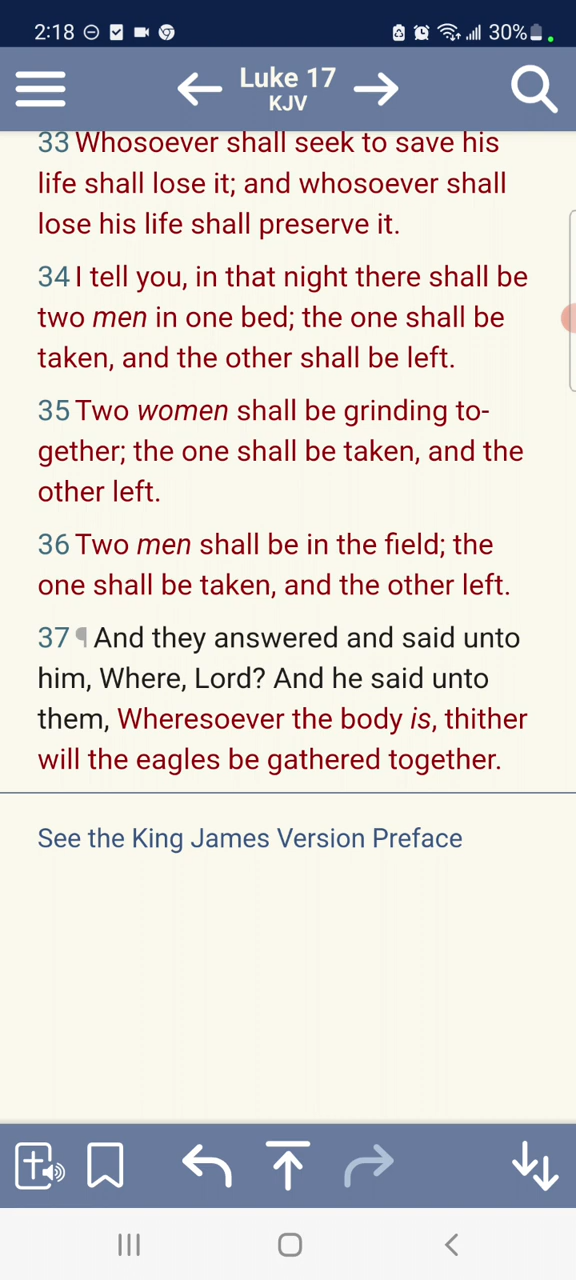 2:18
30%
Luke 17
KJV
33 Whosoever shall seek to save his
life shall lose it; and whosoever shall
lose his life shall preserve it.
34 I tell you, in that night there shall be
two men in one bed; the one shall be
taken, and the other shall be left.
35 Two women shall be grinding to-
gether; the one shall be taken, and the
other left.
36 Two men shall be in the field; the
one shall be taken, and the other left.
37 ¶ And they answered and said unto
him, Where, Lord? And he said unto
them, Wheresoever the body is, thither
will the eagles be gathered together.
See the King James Version Preface